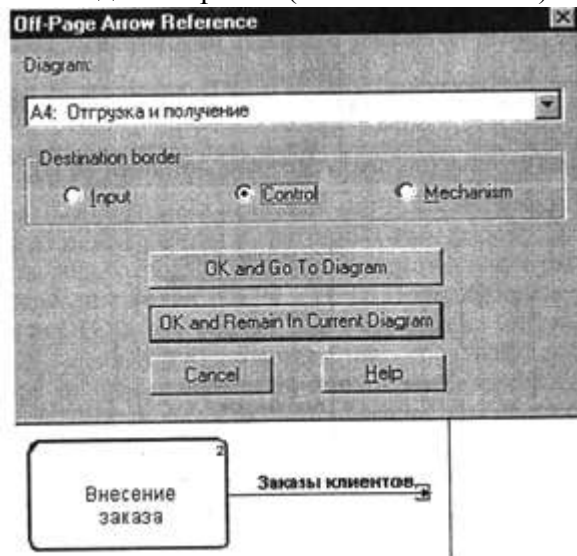 Off-Page Arrow Reference
Diagram:
A4: Отгрузка и получение
Destination border
Input Control Mechanism
OK and Go To Diagram
OK and Remain In Current Diagram
Cancel Help
2
Заказы клиентов
Внесение
заказа